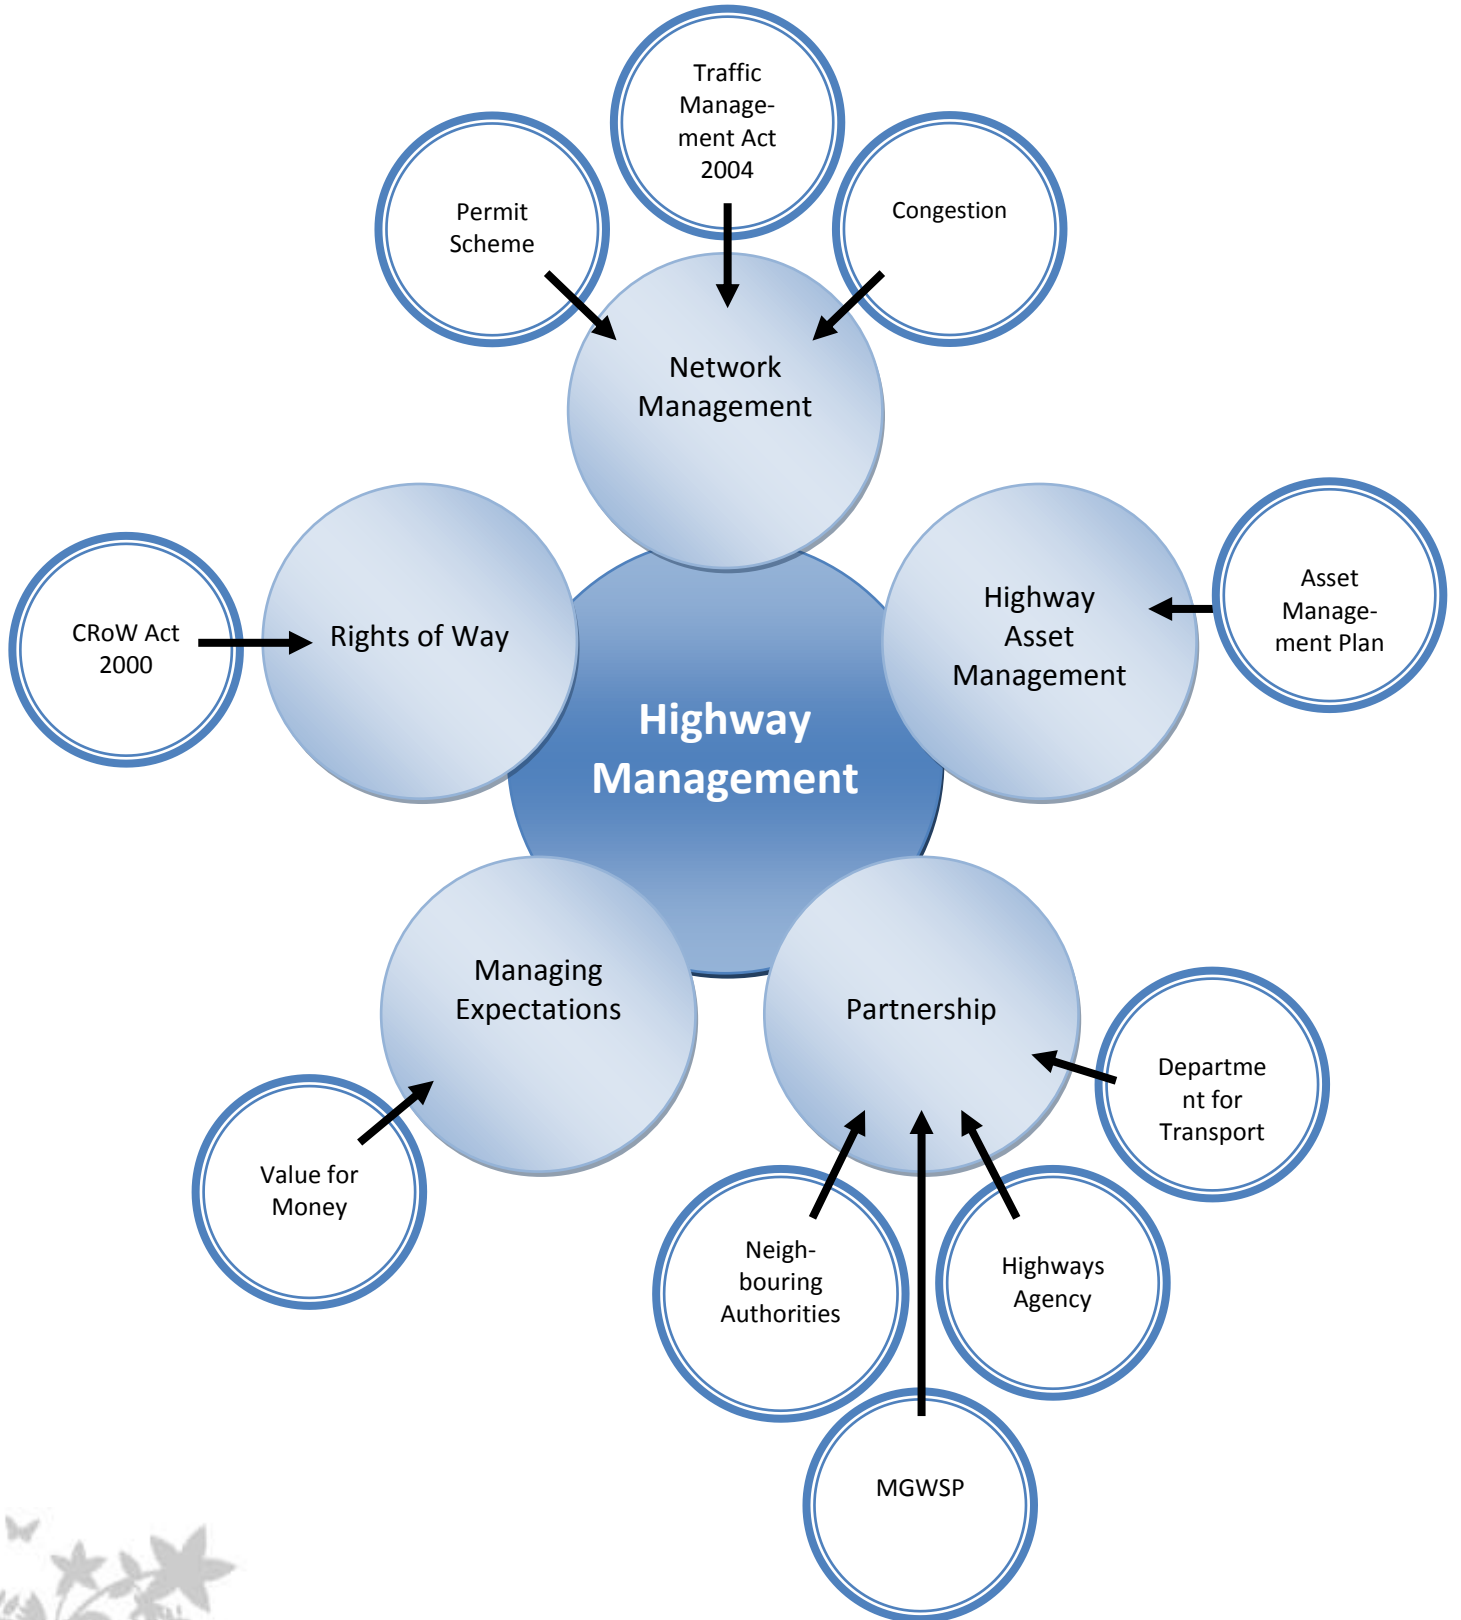 Traffic
Manage-
ment Act
2004
Permit
Scheme
Congestion
Network
Management
Highway
Asset
Management
Asset
Manage-
ment Plan
CRoW Act
2000
Rights of Way
Highway
Management
Managing
Expectations
Partnership
Departme
nt for
Transport
Value for
Money
Neigh-
bouring
Authorities
Highways
Agency
MGWSP